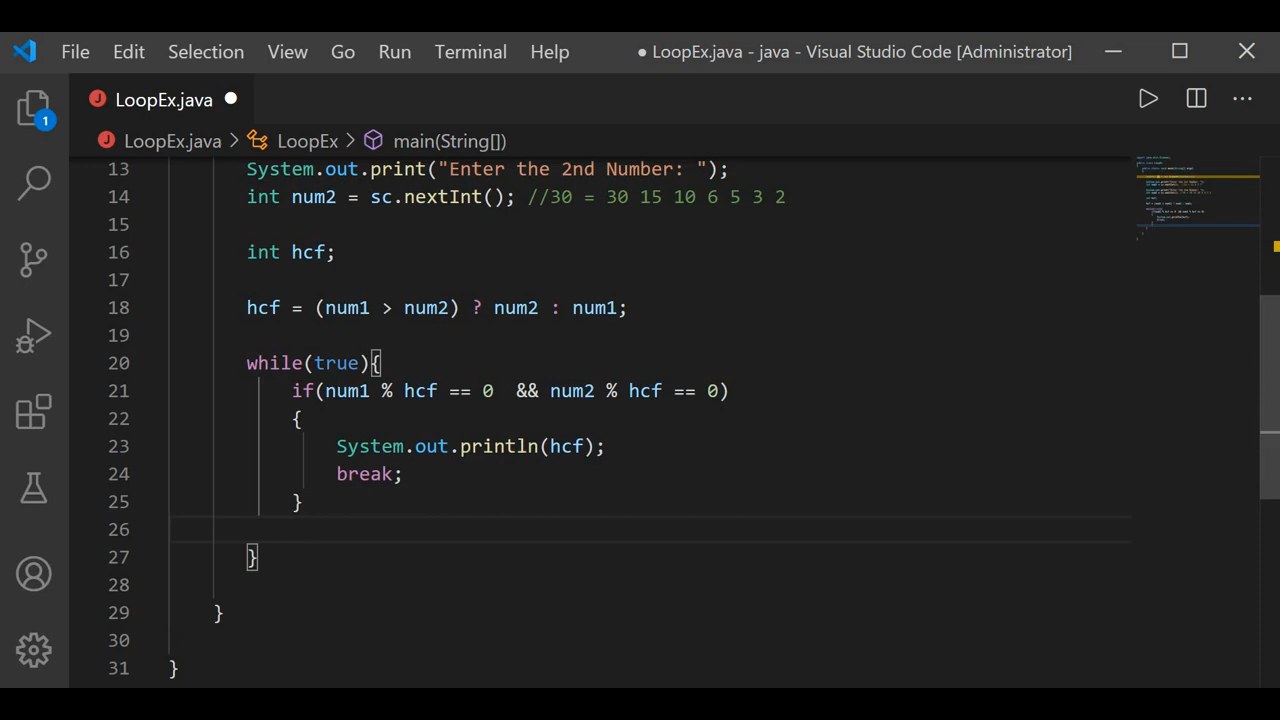 File Edit Selection View Go Run Terminal Help ● LoopEx.java - java - Visual Studio Code [Administrator]
1
J LoopEx.java
J LoopEx.java > LoopEx > main(String[])
13 System.out.print("Enter the 2nd Number: ");
14 int num2 = sc.nextInt(); //30 = 30 15 10 6 5 3 2
15
16 int hcf;
17
18 hcf = (num1 > num2) ? num2 : num1;
19
20 while(true){
21 if(num1 % hcf == 0  && num2 % hcf == 0)
22 {
23 System.out.println(hcf);
24 break;
25 }
26
27 }
28
29 }
30
31 }